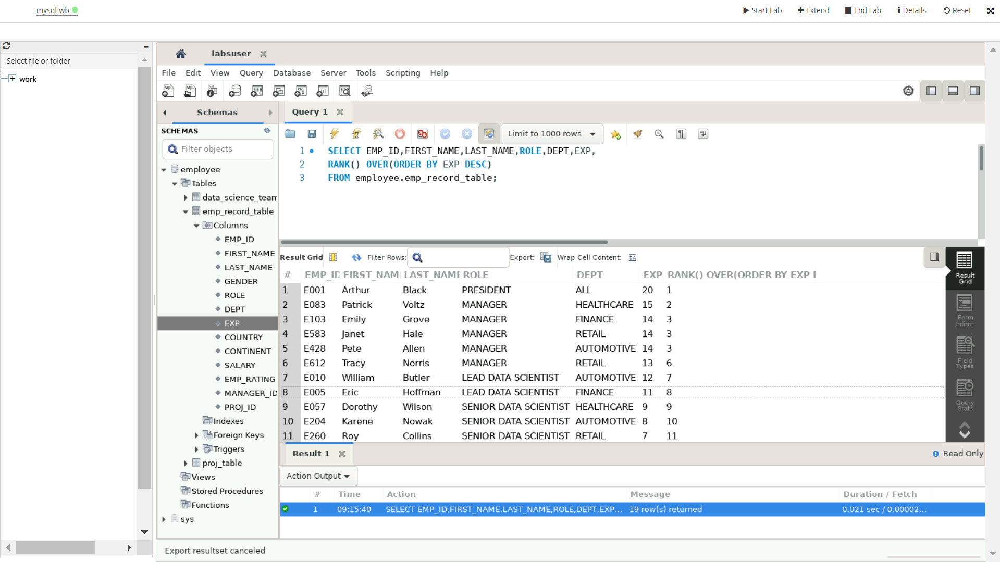 mysql-wb
Start Lab
Extend
End Lab
Details
Reset
Select file or folder
work
labsuser
File Edit View Query Database Server Tools Scripting Help
Schemas
SCHEMAS
Filter objects
employee
Tables
data_science_team
emp_record_table
Columns
EMP_ID
FIRST_NAME
LAST_NAME
GENDER
ROLE
DEPT
EXP
COUNTRY
CONTINENT
SALARY
EMP_RATING
MANAGER_ID
PROJ_ID
Indexes
Foreign Keys
Triggers
proj_table
Views
Stored Procedures
Functions
sys
Query 1
Limit to 1000 rows
1 SELECT EMP_ID,FIRST_NAME,LAST_NAME,ROLE,DEPT,EXP,
2 RANK() OVER(ORDER BY EXP DESC)
3 FROM employee.emp_record_table;
Result Grid Filter Rows: Export: Wrap Cell Content:
# EMP_ID FIRST_NAME LAST_NAME ROLE DEPT EXP RANK() OVER(ORDER BY EXP
1 E001 Arthur Black PRESIDENT ALL 20 1
2 E083 Patrick Voltz MANAGER HEALTHCARE 15 2
3 E103 Emily Grove MANAGER FINANCE 14 3
4 E583 Janet Hale MANAGER RETAIL 14 3
5 E428 Pete Allen MANAGER AUTOMOTIVE 14 3
6 E612 Tracy Norris MANAGER RETAIL 13 6
7 E010 William Butler LEAD DATA SCIENTIST AUTOMOTIVE 12 7
8 E005 Eric Hoffman LEAD DATA SCIENTIST FINANCE 11 8
9 E057 Dorothy Wilson SENIOR DATA SCIENTIST HEALTHCARE 9 9
10 E204 Karene Nowak SENIOR DATA SCIENTIST AUTOMOTIVE 8 10
11 E260 Roy Collins SENIOR DATA SCIENTIST RETAIL 7 11
Result
Grid
Form
Editor
Field
Types
Query
Stats
Result 1
Read Only
Action Output
# Time Action Message Duration / Fetch
1 09:15:40 SELECT EMP_ID,FIRST_NAME,LAST_NAME,ROLE,DEPT,EXP... 19 row(s) returned 0.021 sec / 0.00002...
Export resultset canceled